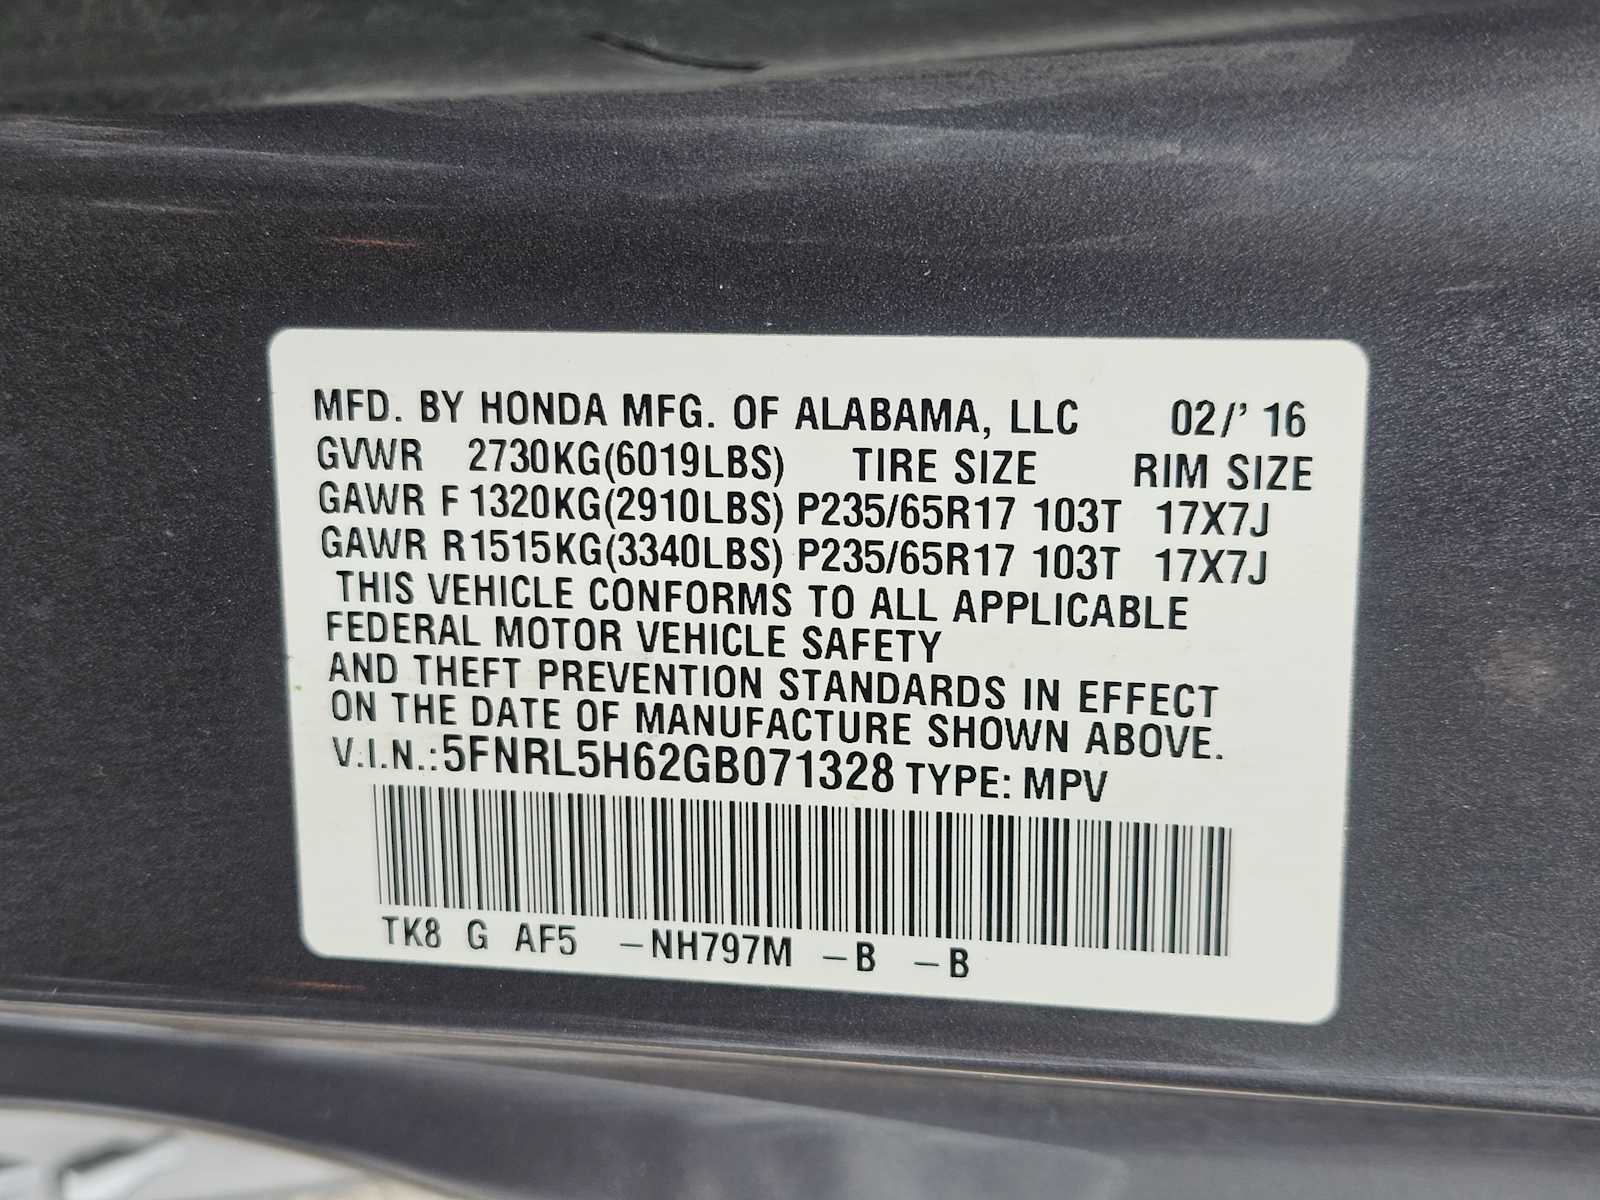 MFD. BY HONDA MFG. OF ALABAMA, LLC 02/' 16
GVWR 2730KG(6019LBS) TIRE SIZE RIM SIZE
GAWR F 1320KG(2910LBS) P235/65R17 103T 17X7J
GAWR R1515KG(3340LBS) P235/65R17 103T 17X7J
THIS VEHICLE CONFORMS TO ALL APPLICABLE
FEDERAL MOTOR VEHICLE SAFETY
AND THEFT PREVENTION STANDARDS IN EFFECT
ON THE DATE OF MANUFACTURE SHOWN ABOVE.
V.I.N.:5FNRL5H62GB071328 TYPE: MPV
TK8 G AF5 –NH797M –B –B